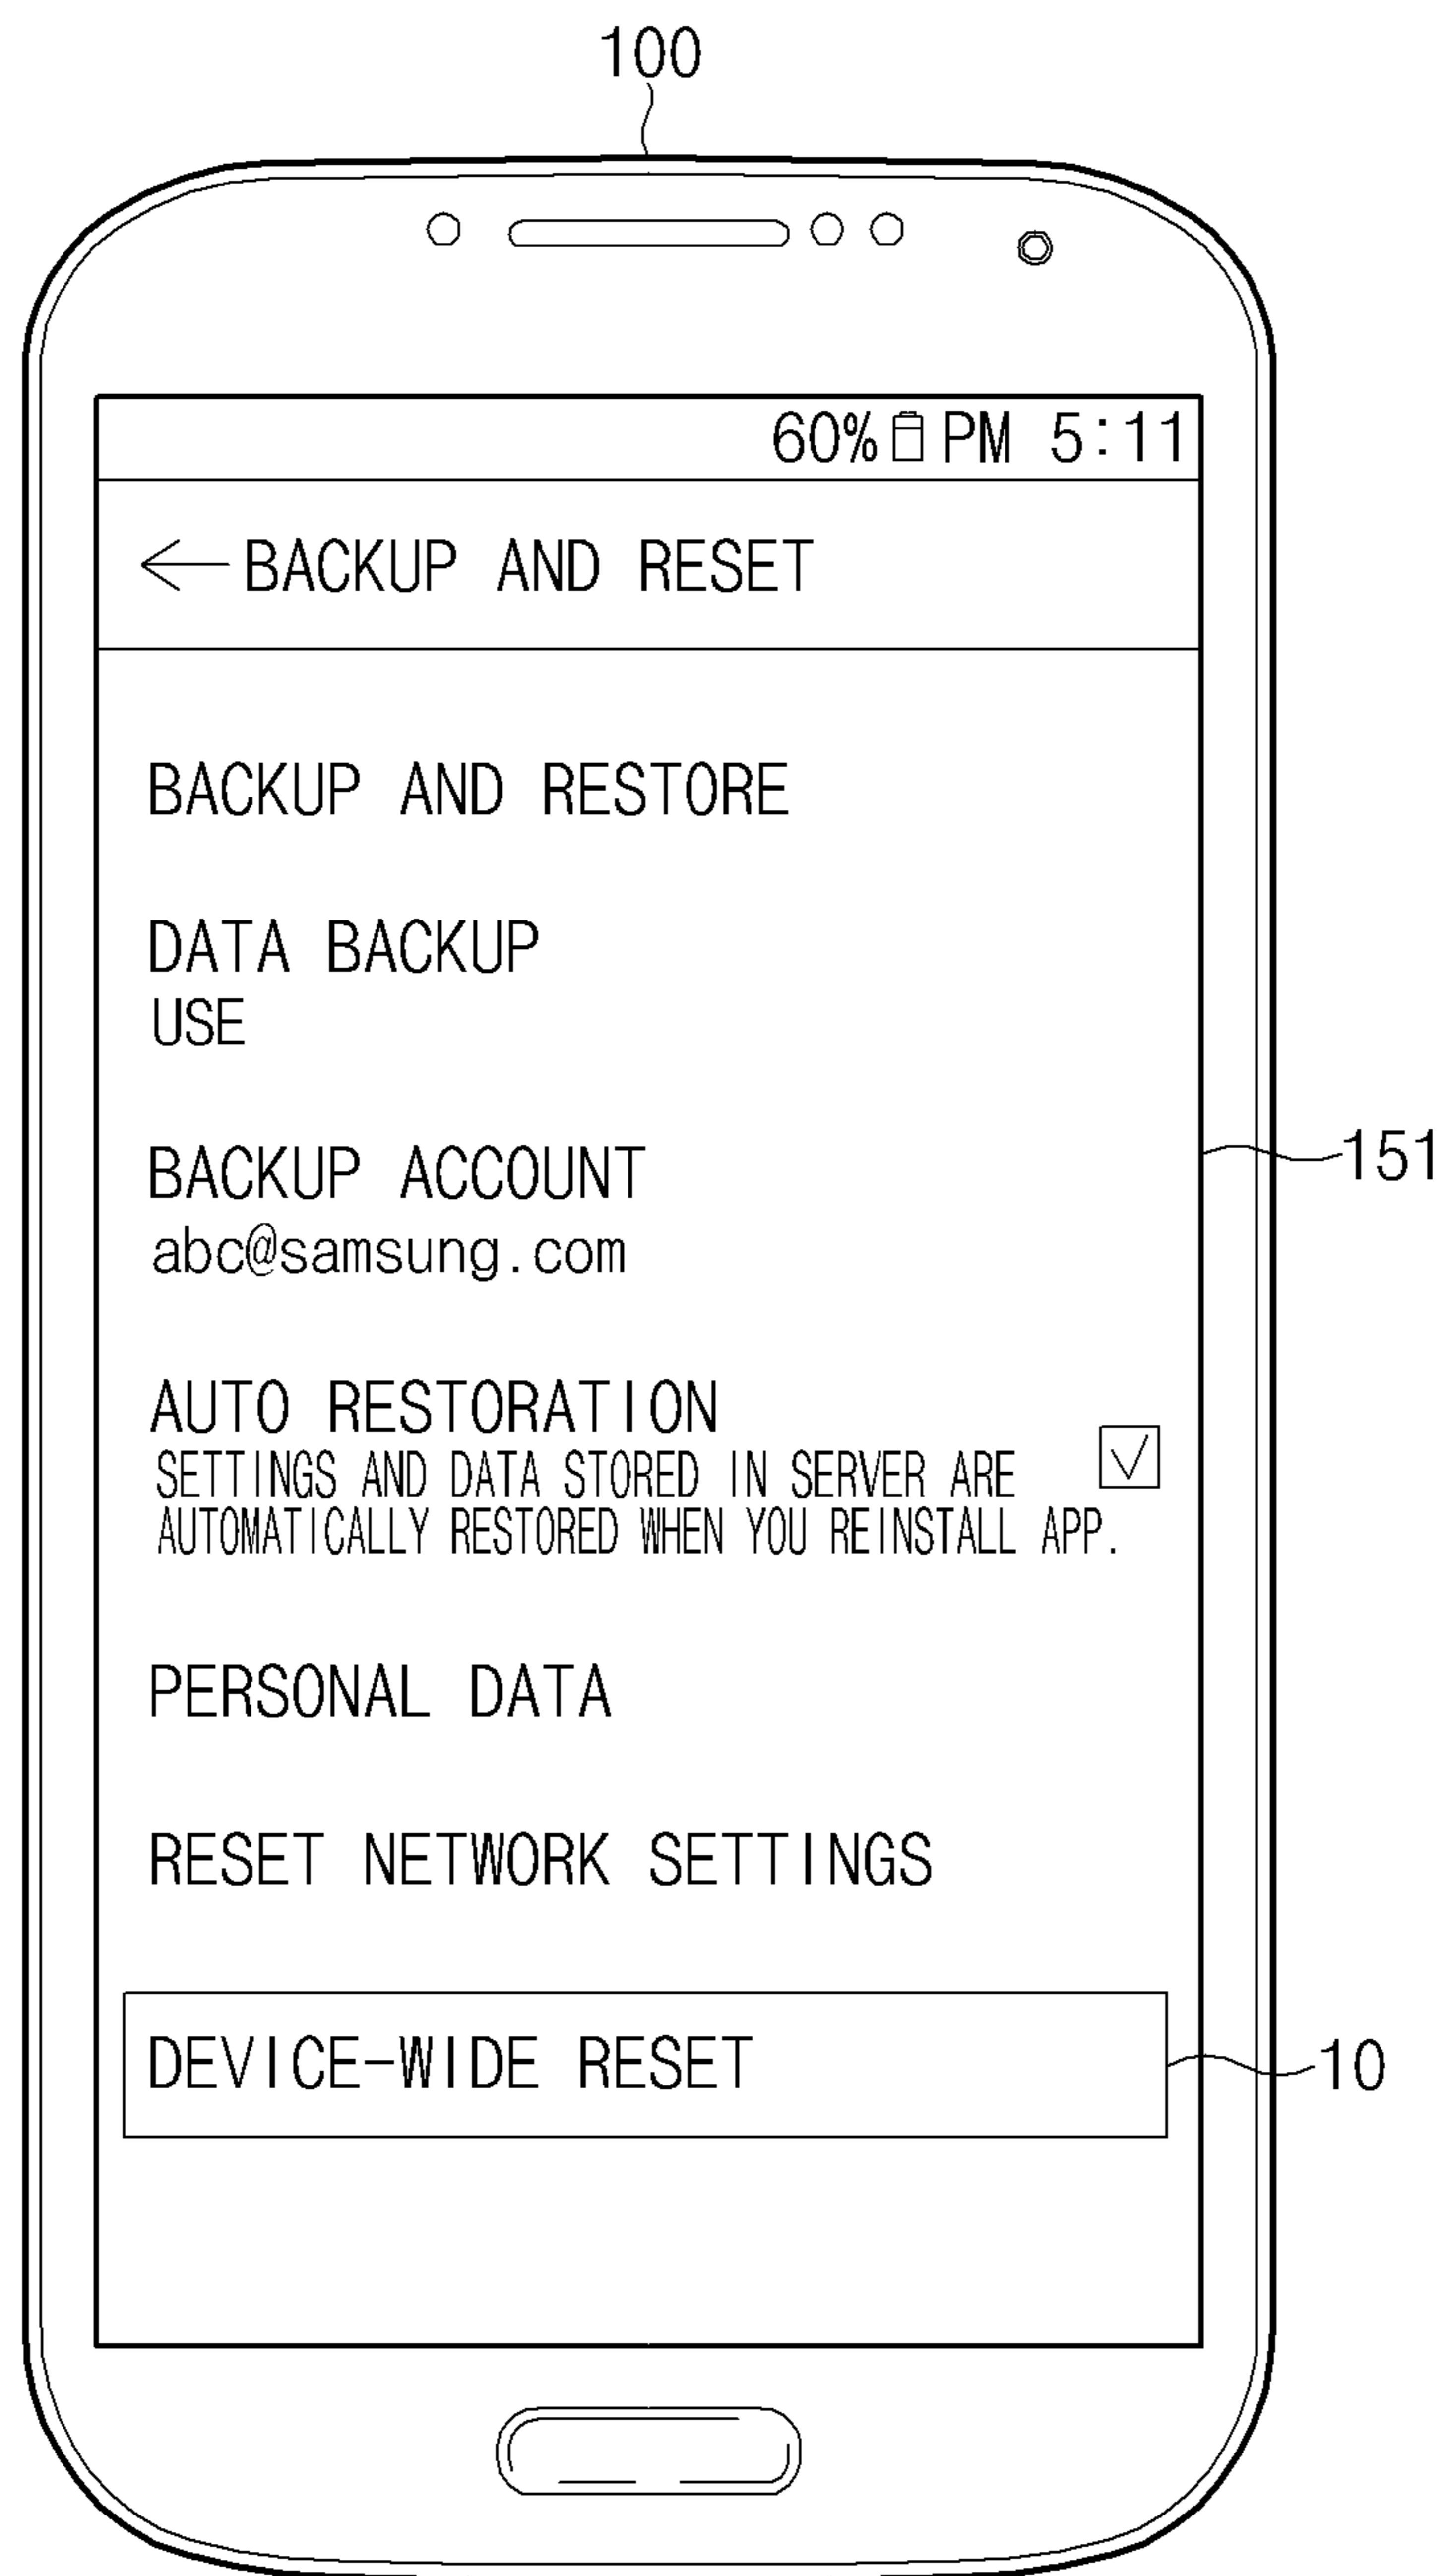 100
60% PM 5:11
BACKUP AND RESET
BACKUP AND RESTORE
DATA BACKUP
USE
BACKUP ACCOUNT
151
abc@samsung.com
AUTO RESTORATION
SETTINGS AND DATA STORED IN SERVER ARE
AUTOMATICALLY RESTORED WHEN YOU REINSTALL APP.
PERSONAL DATA
RESET NETWORK SETTINGS
DEVICE-WIDE RESET
10